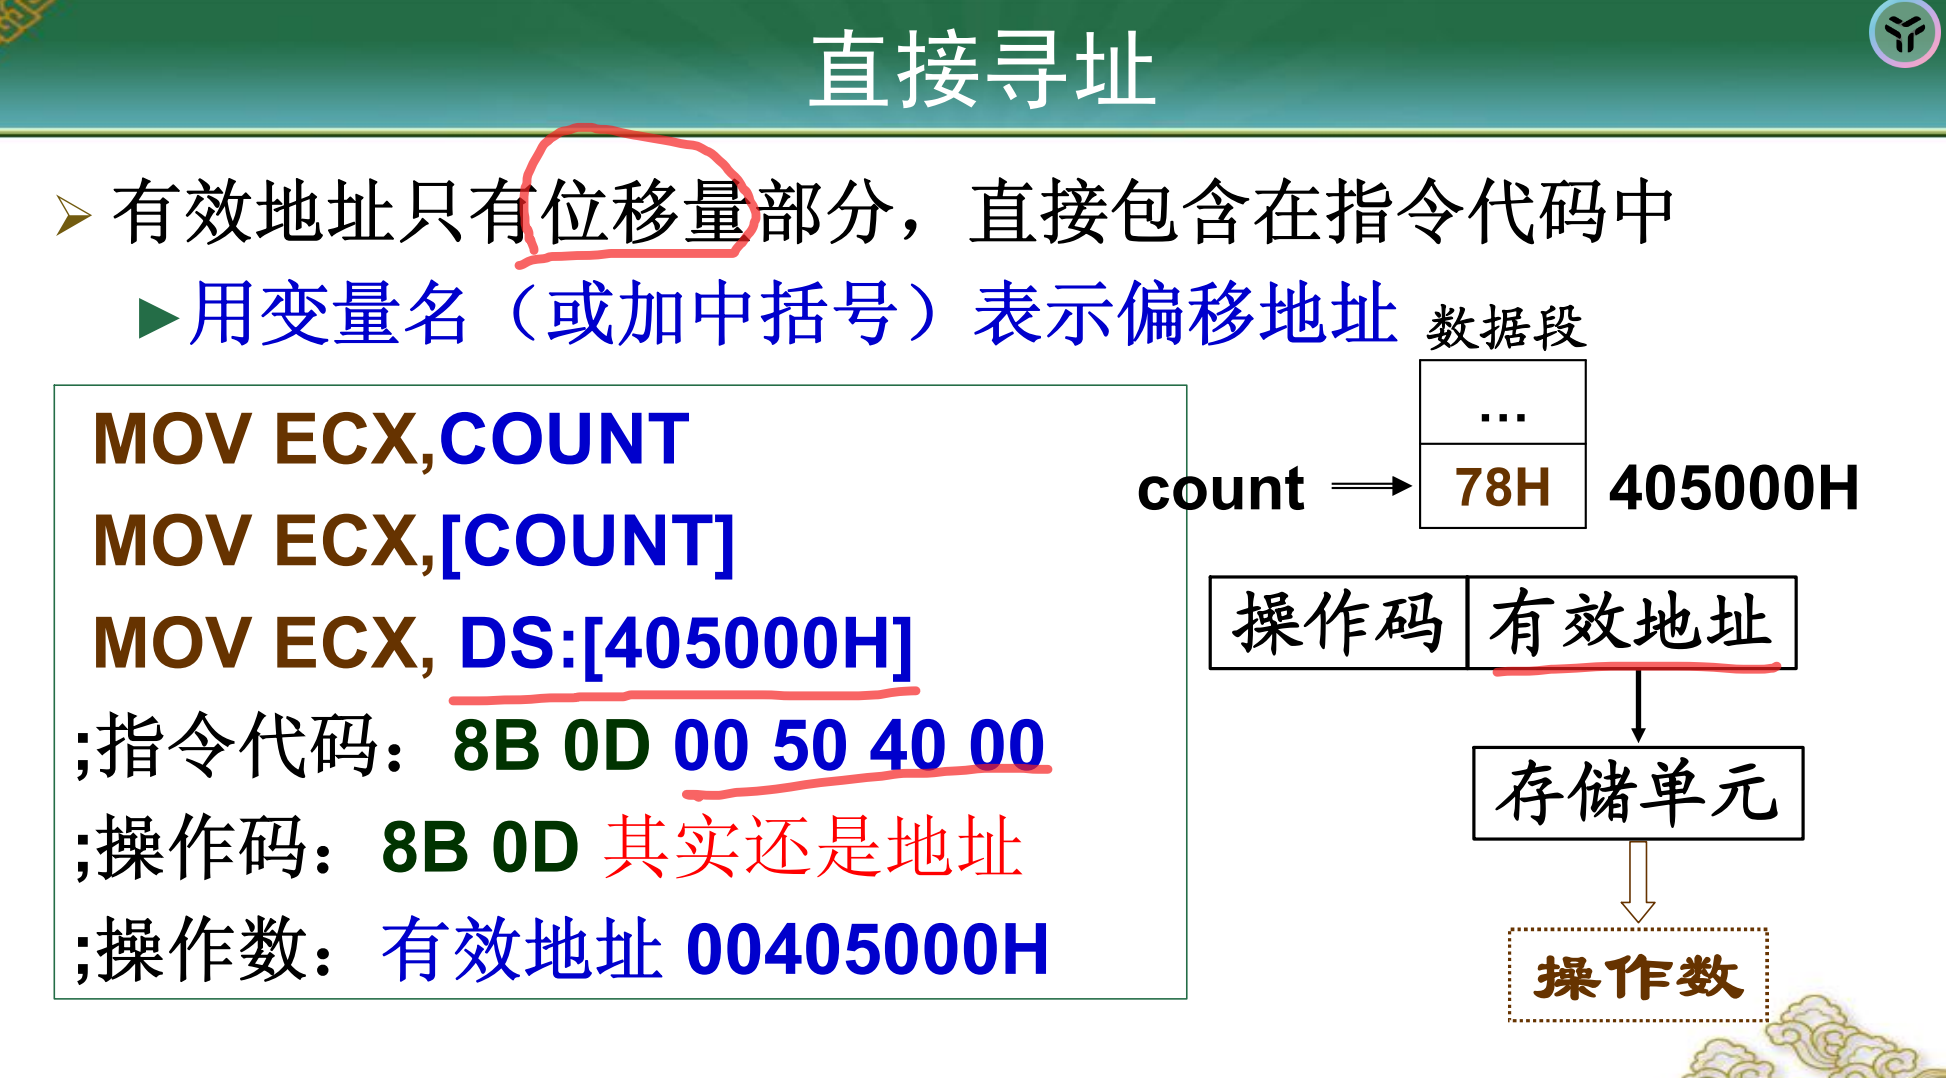 直接寻址
有效地址只有位移量部分，直接包含在指令代码中
用变量名（或加中括号）表示偏移地址
MOV ECX,COUNT
MOV ECX,[COUNT]
MOV ECX, DS:[405000H]
;指令代码：8B 0D 00 50 40 00
;操作码：8B 0D 其实还是地址
;操作数：有效地址 00405000H
数据段
…
count 78H 405000H
操作码 有效地址
存储单元
操作数